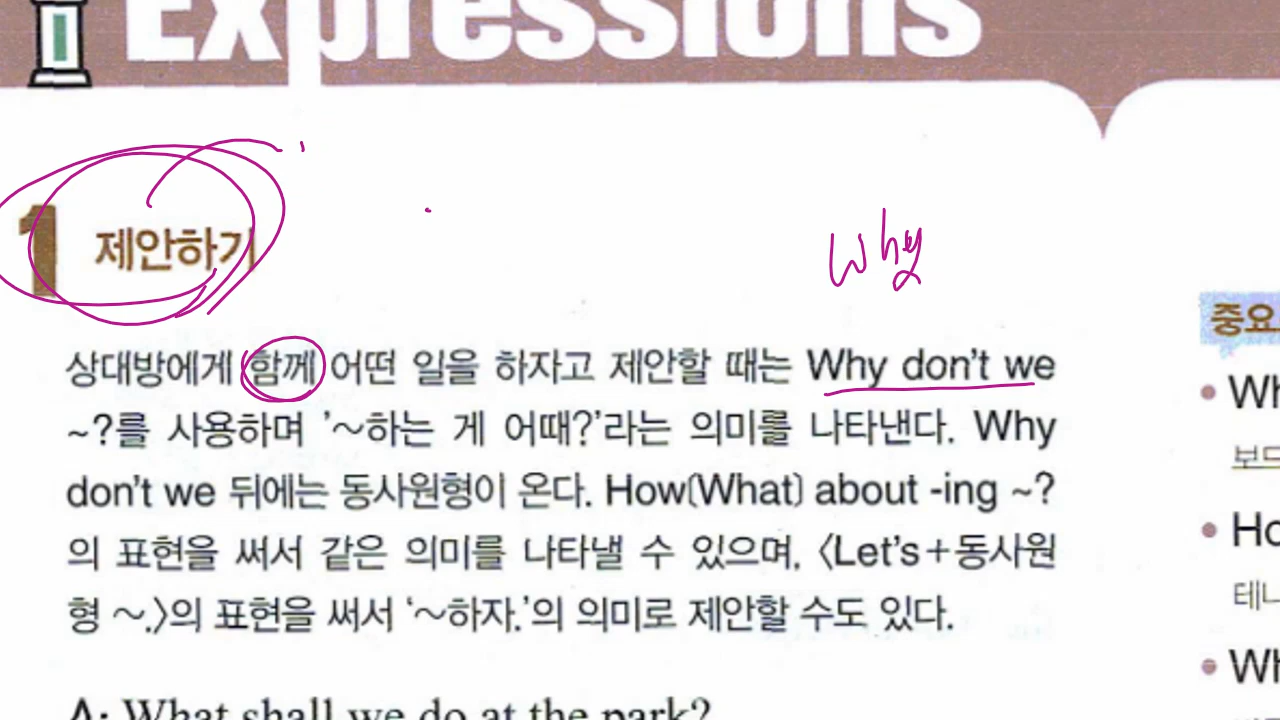 Expressions
1 제안하기
Why
상대방에게 함께 어떤 일을 하자고 제안할 때는 Why don't we
~?를 사용하며 '~하는 게 어때?'라는 의미를 나타낸다. Why
don't we 뒤에는 동사원형이 온다. How(What) about -ing ~?
의 표현을 써서 같은 의미를 나타낼 수 있으며, 〈Let's+동사원
형 ~.〉의 표현을 써서 '~하자.'의 의미로 제안할 수도 있다.
A: What shall we do at the park?
중요
• Wh
보드
• Ho
테니
• Wh